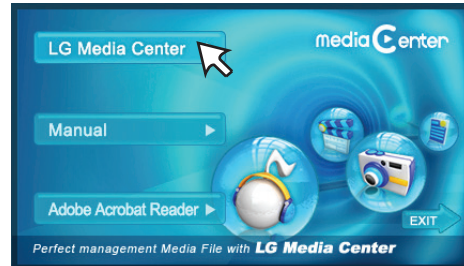 LG Media Center
media Center
Manual
Adobe Acrobat Reader
EXIT
Perfect management Media File with LG Media Center